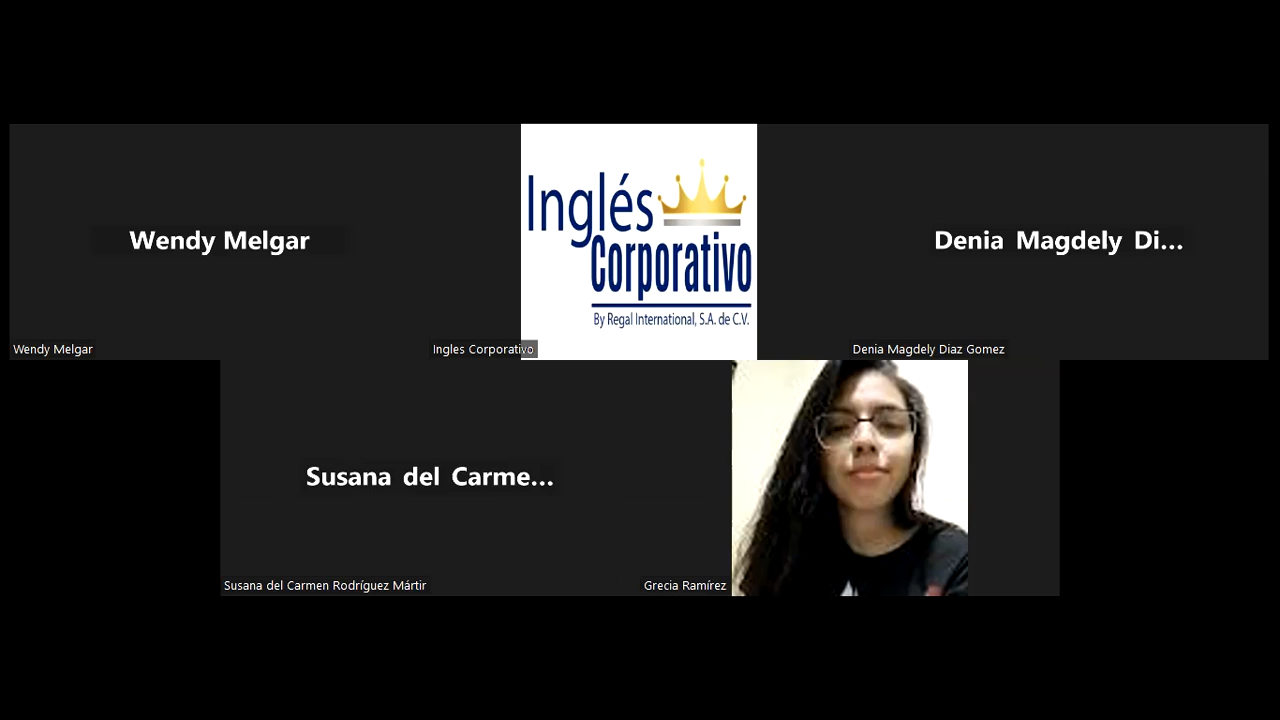 Wendy Melgar
Inglés
Corporativo
By Regal International, S.A. de C.V.
Denia Magdely Di...
Wendy Melgar
Ingles Corporativo
Denia Magdely Diaz Gomez
Susana del Carme...
Susana del Carmen Rodríguez Mártir
Grecia Ramírez